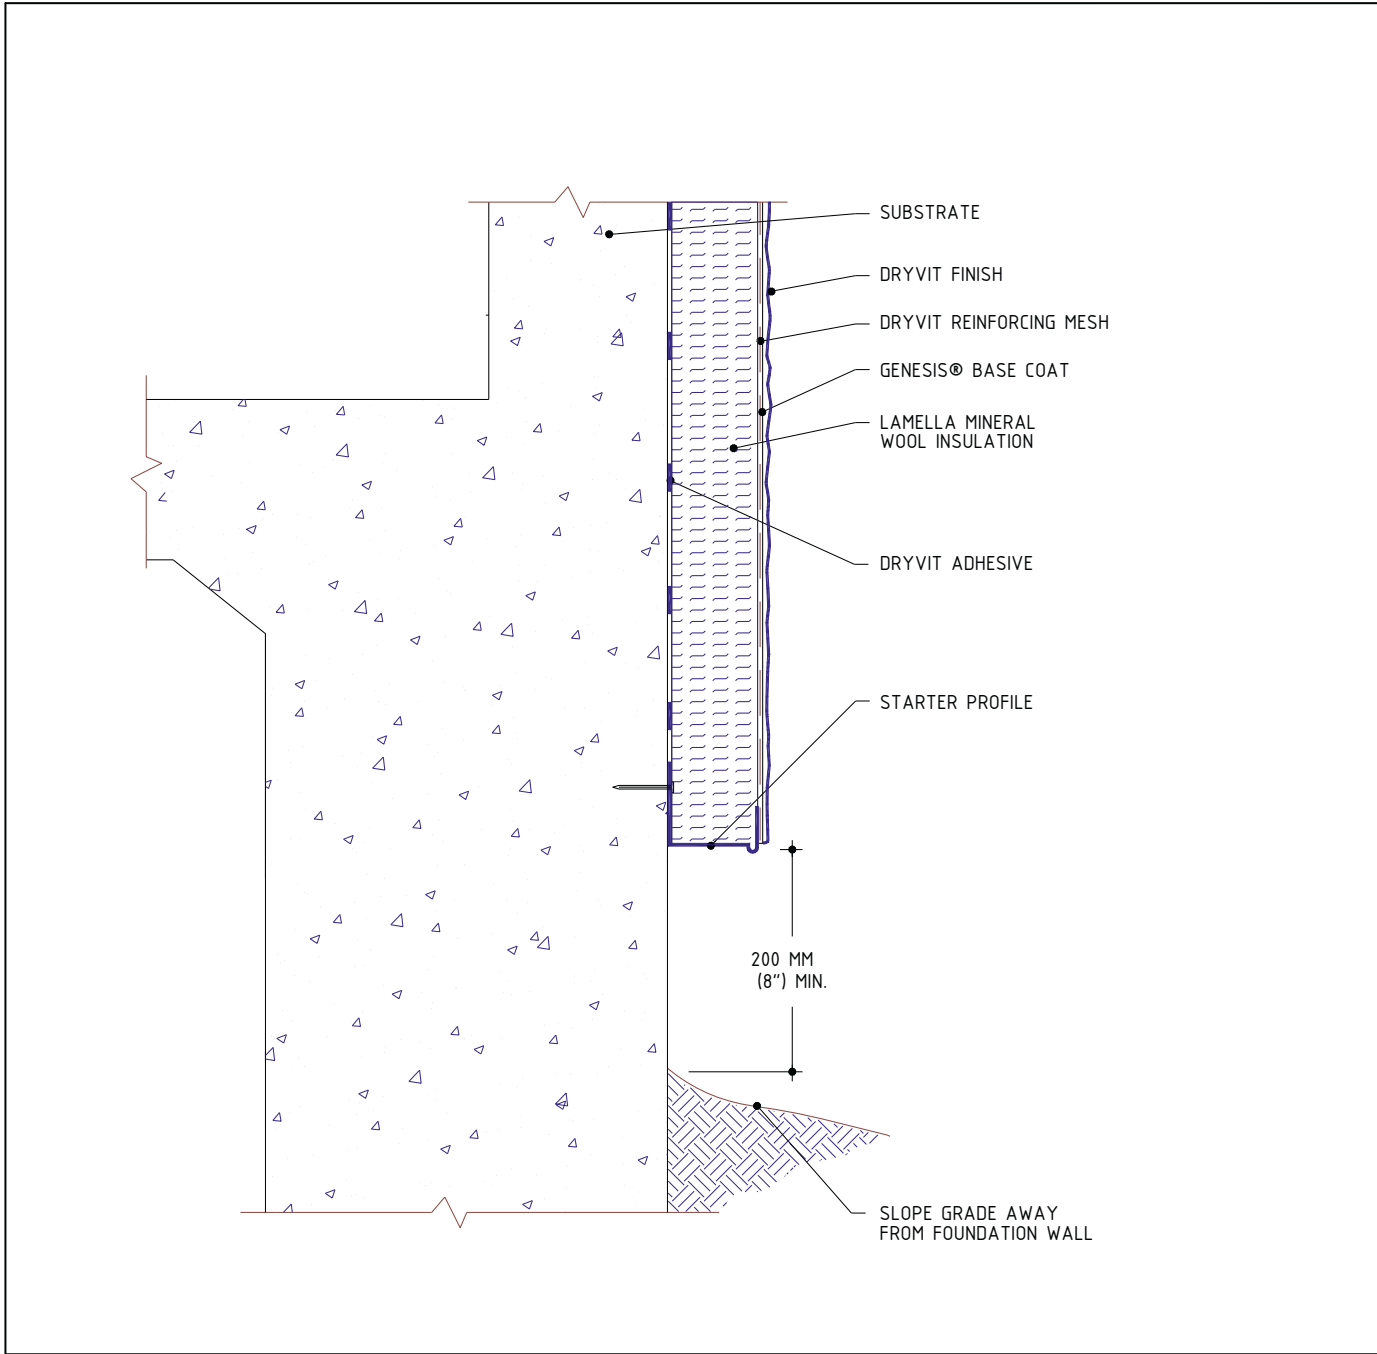 SUBSTRATE
DRYVIT FINISH
DRYVIT REINFORCING MESH
GENESIS® BASE COAT
LAMELLA MINERAL
WOOL INSULATION
DRYVIT ADHESIVE
STARTER PROFILE
200 MM
(8") MIN.
SLOPE GRADE AWAY
FROM FOUNDATION WALL